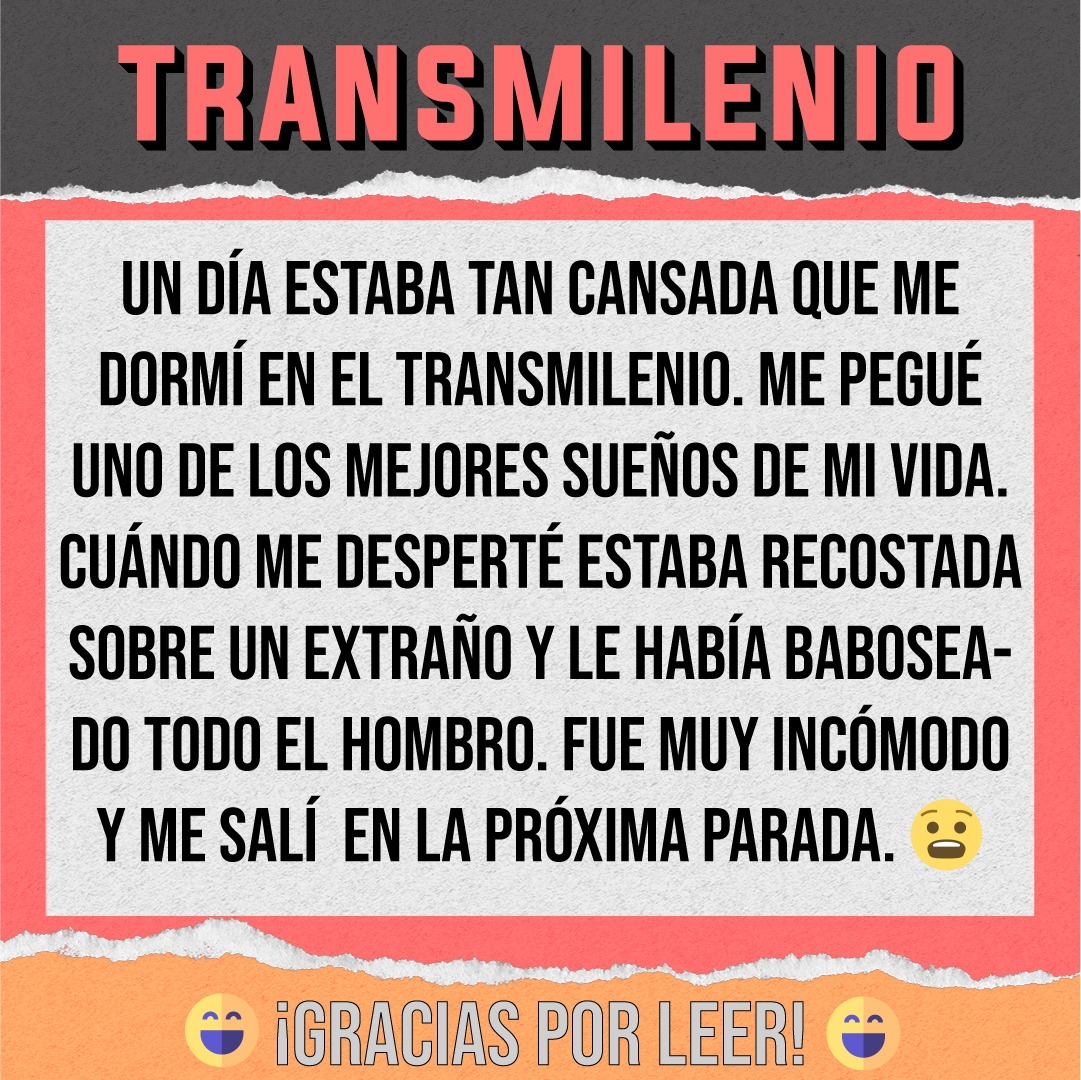 TRANSMILENIO
UN DÍA ESTABA TAN CANSADA QUE ME
DORMÍ EN EL TRANSMILENIO. ME PEGUÉ
UNO DE LOS MEJORES SUEÑOS DE MI VIDA.
CUÁNDO ME DESPERTÉ ESTABA RECOSTADA
SOBRE UN EXTRAÑO Y LE HABÍA BABOSEA-
DO TODO EL HOMBRO. FUE MUY INCÓMODO
Y ME SALÍ  EN LA PRÓXIMA PARADA. 😧
😄 ¡GRACIAS POR LEER! 😄